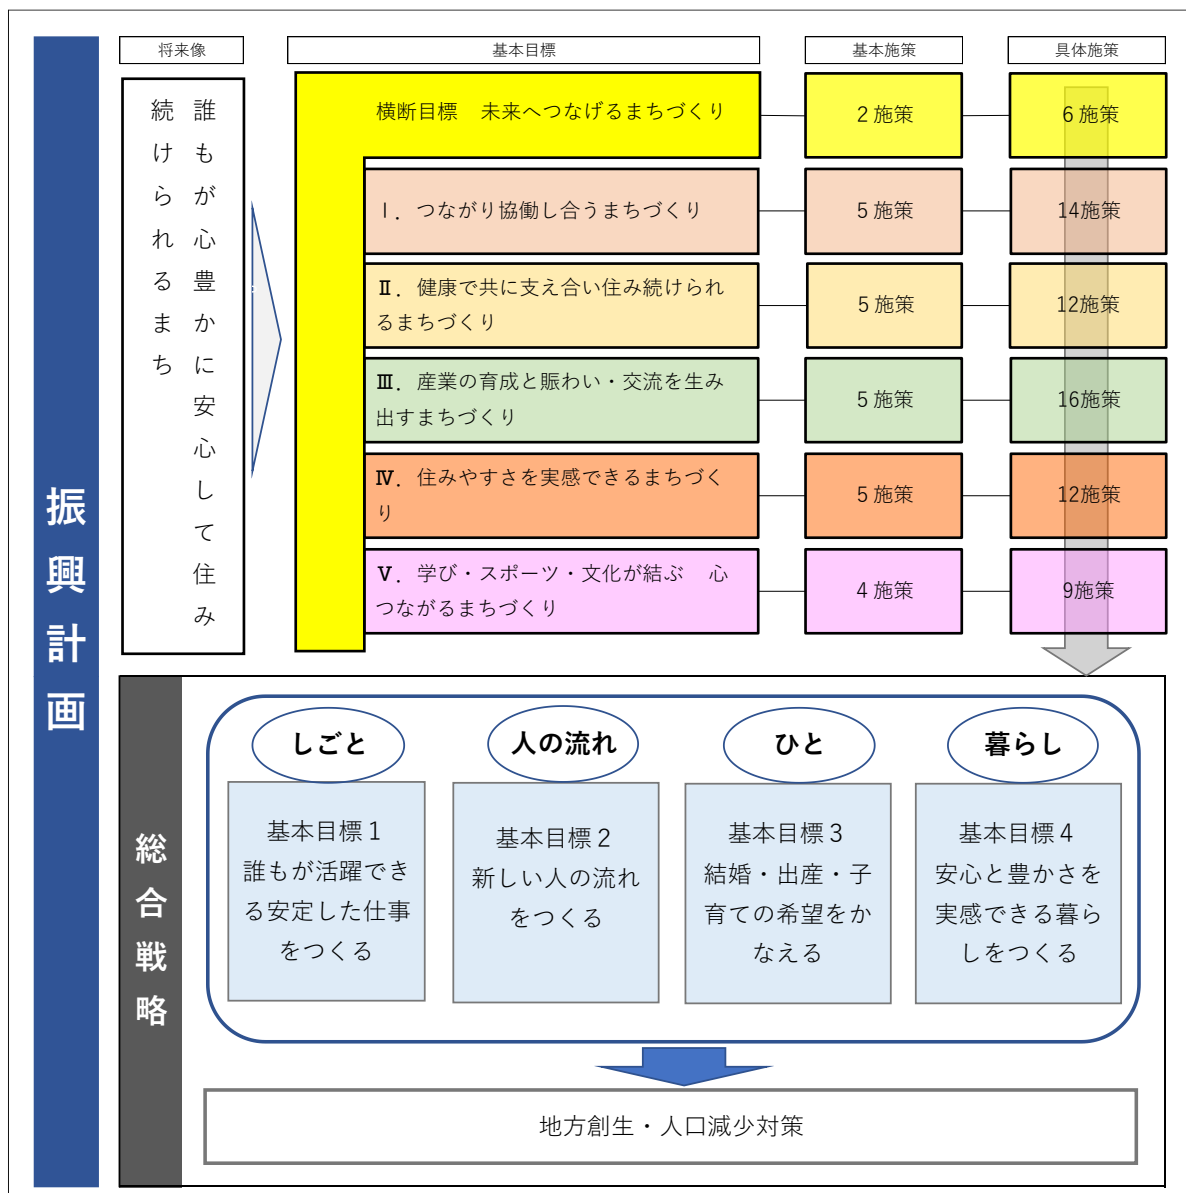 振興計画
将来像
基本目標
基本施策
具体施策
誰もが心豊かに安心して住み
続けられるまち
横断目標　未来へつなげるまちづくり
2施策
6施策
Ⅰ．つながり協働し合うまちづくり
5施策
14施策
Ⅱ．健康で共に支え合い住み続けられ
るまちづくり
5施策
12施策
Ⅲ．産業の育成と賑わい・交流を生み
出すまちづくり
5施策
16施策
Ⅳ．住みやすさを実感できるまちづく
り
5施策
12施策
Ⅴ．学び・スポーツ・文化が結ぶ　心
つながるまちづくり
4施策
9施策
総合戦略
しごと
基本目標１
誰もが活躍でき
る安定した仕事
をつくる
人の流れ
基本目標２
新しい人の流れ
をつくる
ひと
基本目標３
結婚・出産・子
育ての希望をか
なえる
暮らし
基本目標４
安心と豊かさを
実感できる暮ら
しをつくる
地方創生・人口減少対策